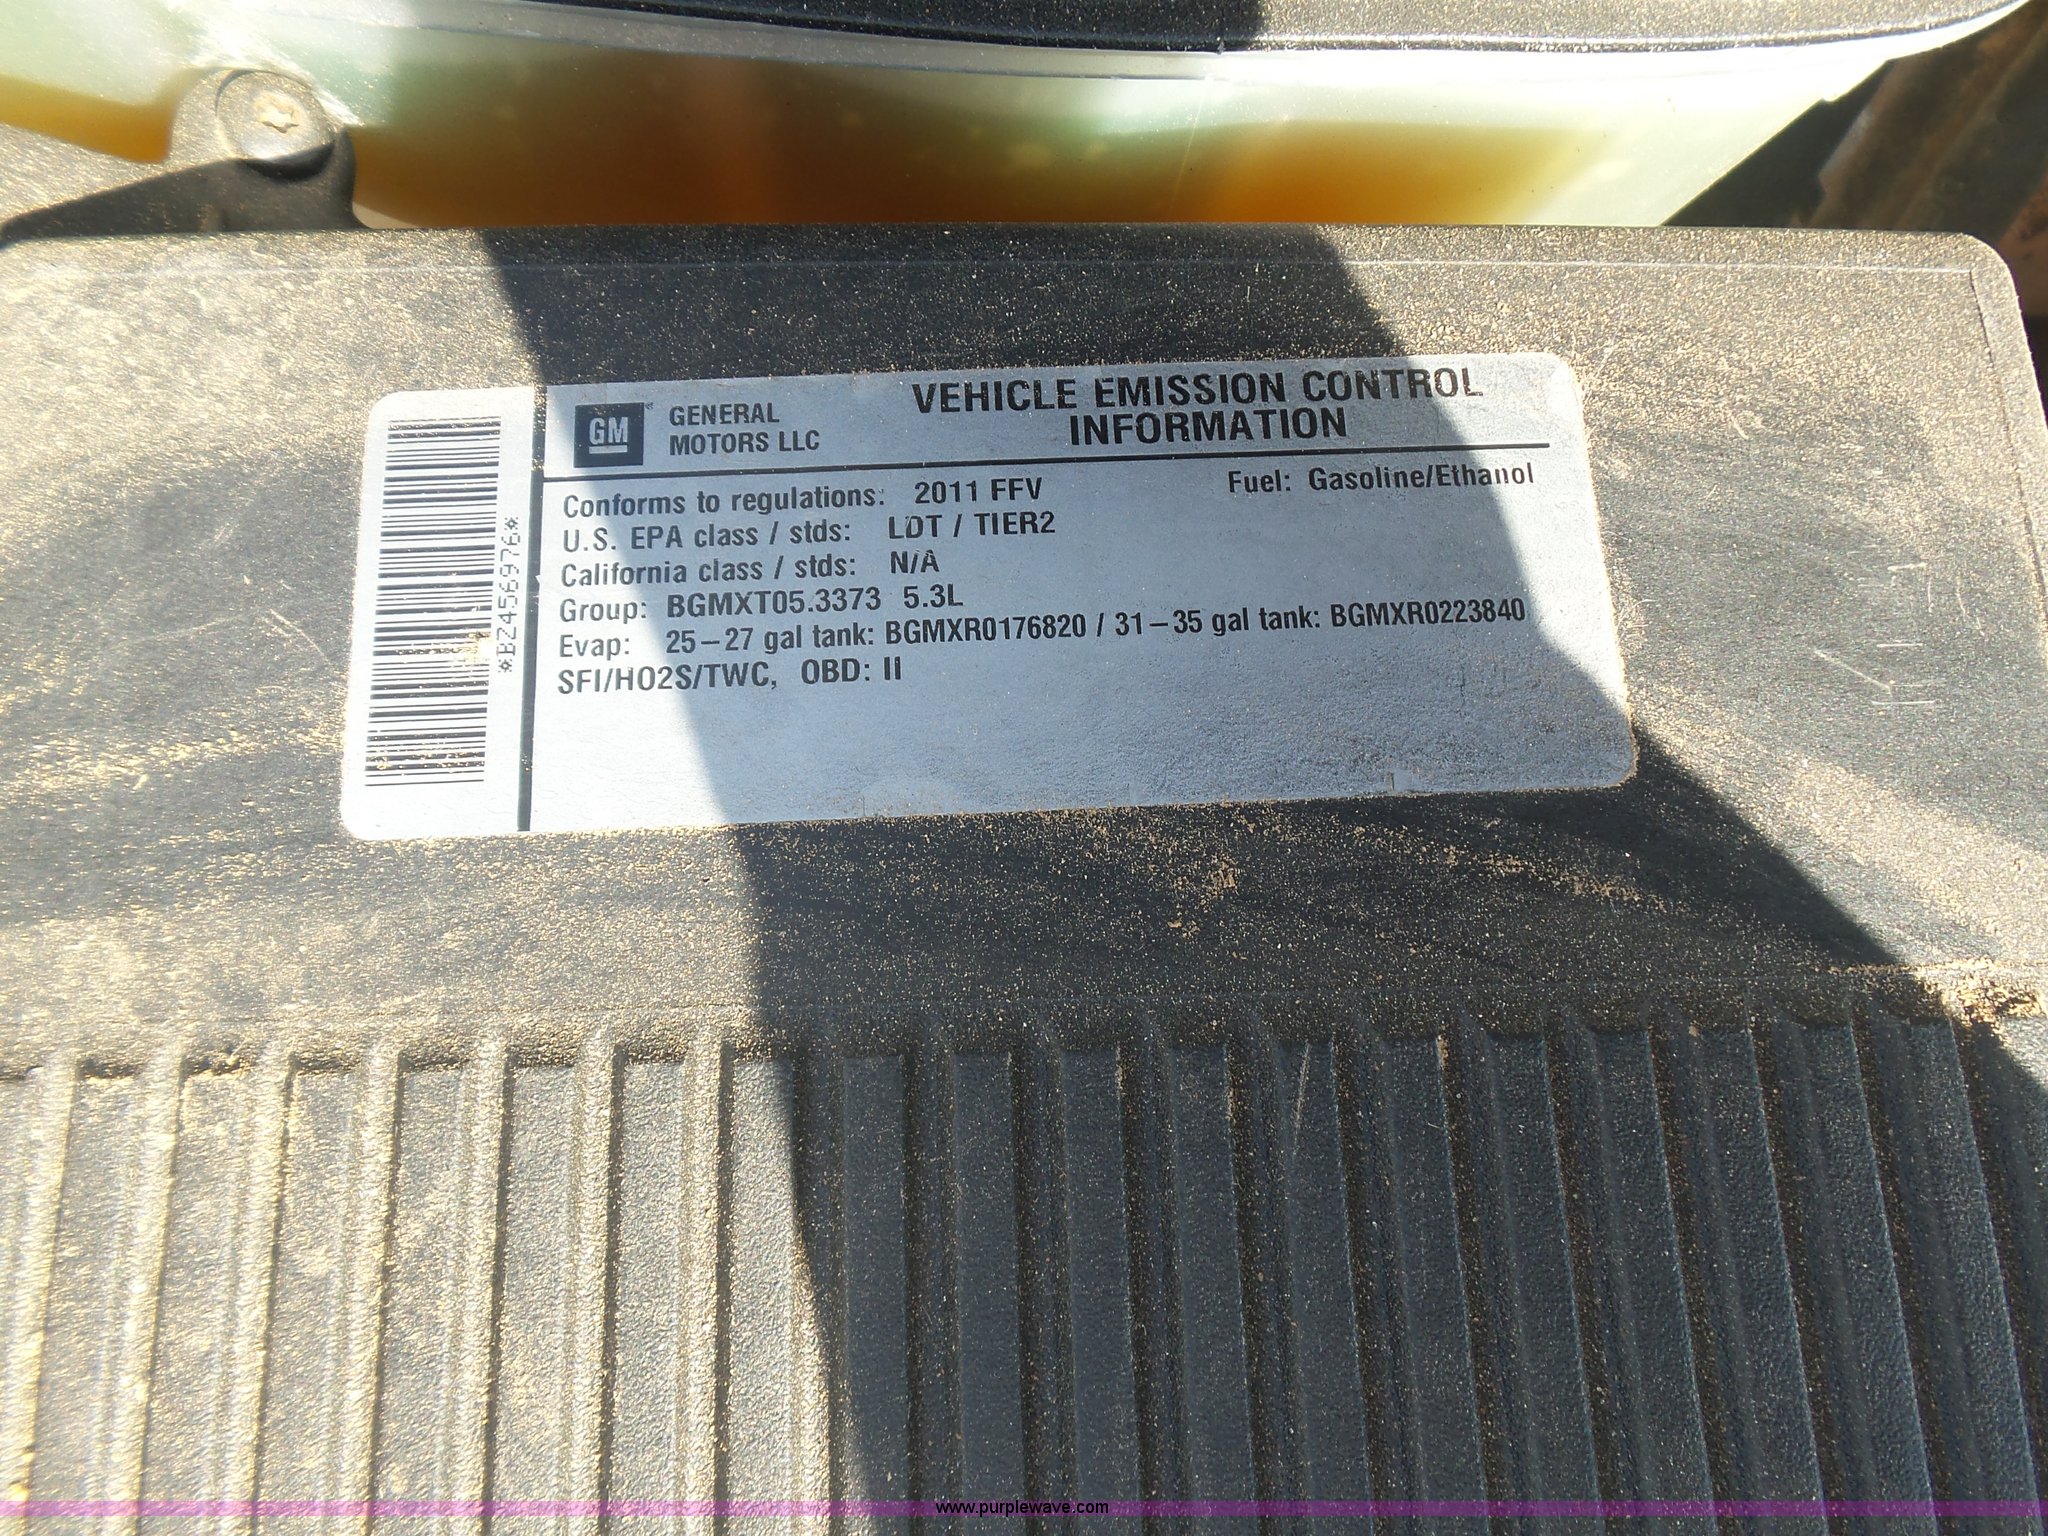 GM
GENERAL
MOTORS LLC
VEHICLE EMISSION CONTROL
INFORMATION
Conforms to regulations: 2011 FFV Fuel: Gasoline/Ethanol
U.S. EPA class / stds: LDT / TIER2
California class / stds: N/A
Group: BGMXT05.3373 5.3L
Evap: 25–27 gal tank: BGMXR0176820 / 31–35 gal tank: BGMXR0223840
SFI/HO2S/TWC, OBD: II
*BZ456976*
www.purplewave.com